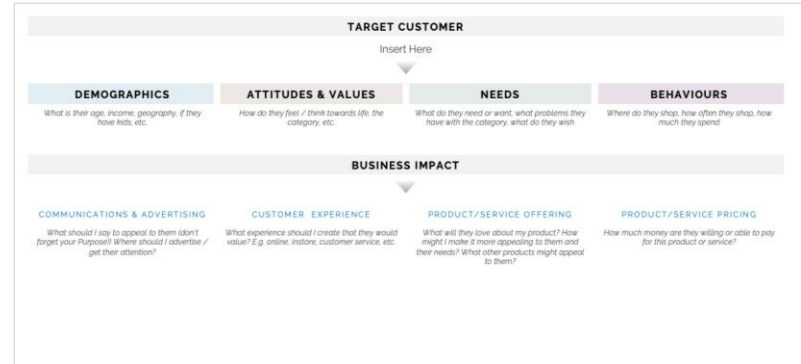 TARGET CUSTOMER
Insert Here
DEMOGRAPHICS
What is their age, income, geography, if they
have kids, etc.
ATTITUDES & VALUES
How do they feel / think towards life, the
category, etc.
NEEDS
What do they need or want, what problems they
have with the category, what do they wish
BEHAVIOURS
Where do they shop, how often they shop, how
much they spend
BUSINESS IMPACT
COMMUNICATIONS & ADVERTISING
What should I say to appeal to them (don't
forget your Purpose!) Where should I advertise /
get their attention?
CUSTOMER EXPERIENCE
What experience should I create that they would
value? E.g. online, instore, customer service, etc.
PRODUCT/SERVICE OFFERING
What will they love about my product? How
might I make it more appealing to them and
their needs? What other products might appeal
to them?
PRODUCT/SERVICE PRICING
How much money are they willing or able to pay
for this product or service?